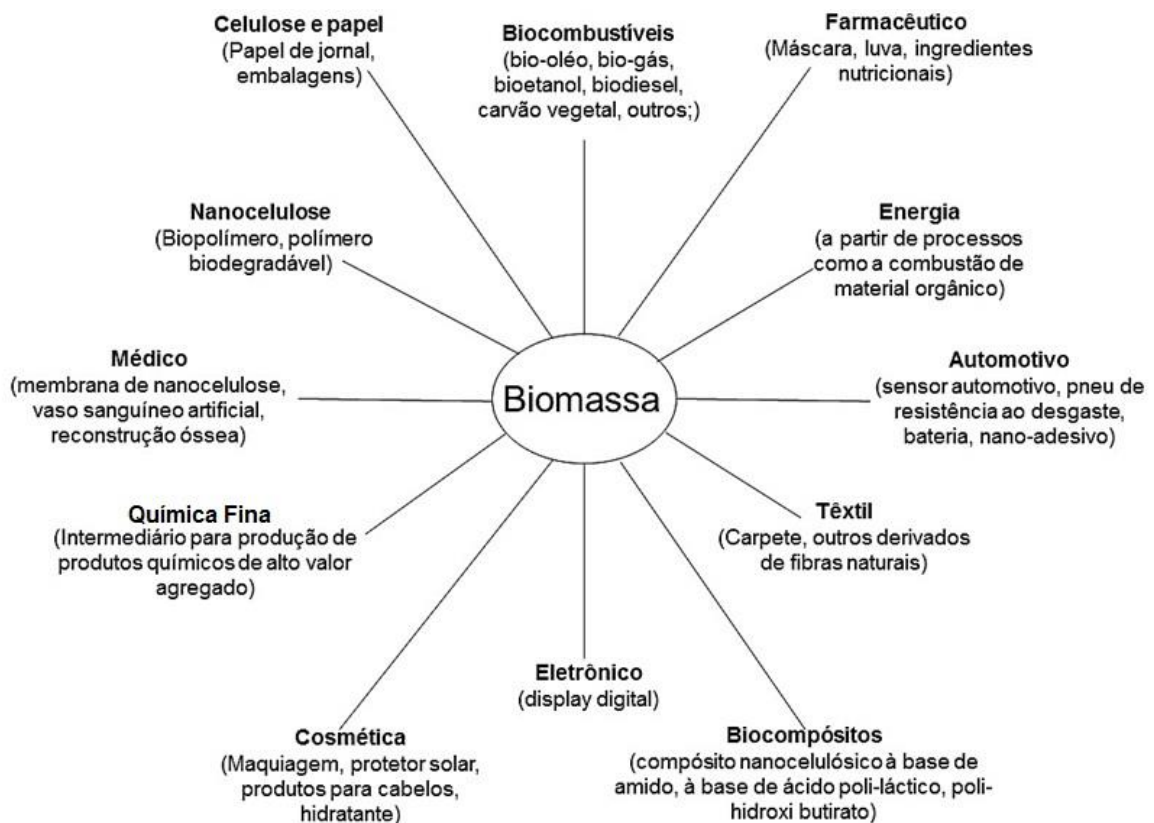 Celulose e papel
(Papel de jornal,
embalagens)
Biocombustíveis
(bio-oléo, bio-gás,
bioetanol, biodiesel,
carvão vegetal, outros;)
Farmacêutico
(Máscara, luva, ingredientes
nutricionais)
Nanocelulose
(Biopolímero, polímero
biodegradável)
Energia
(a partir de processos
como a combustão de
material orgânico)
Médico
(membrana de nanocelulose,
vaso sanguíneo artificial,
reconstrução óssea)
Biomassa
Automotivo
(sensor automotivo, pneu de
resistência ao desgaste,
bateria, nano-adesivo)
Química Fina
(Intermediário para produção de
produtos químicos de alto valor
agregado)
Têxtil
(Carpete, outros derivados
de fibras naturais)
Eletrônico
(display digital)
Cosmética
(Maquiagem, protetor solar,
produtos para cabelos,
hidratante)
Biocompósitos
(compósito nanocelulósico à base de
amido, à base de ácido poli-láctico, poli-
hidroxi butirato)